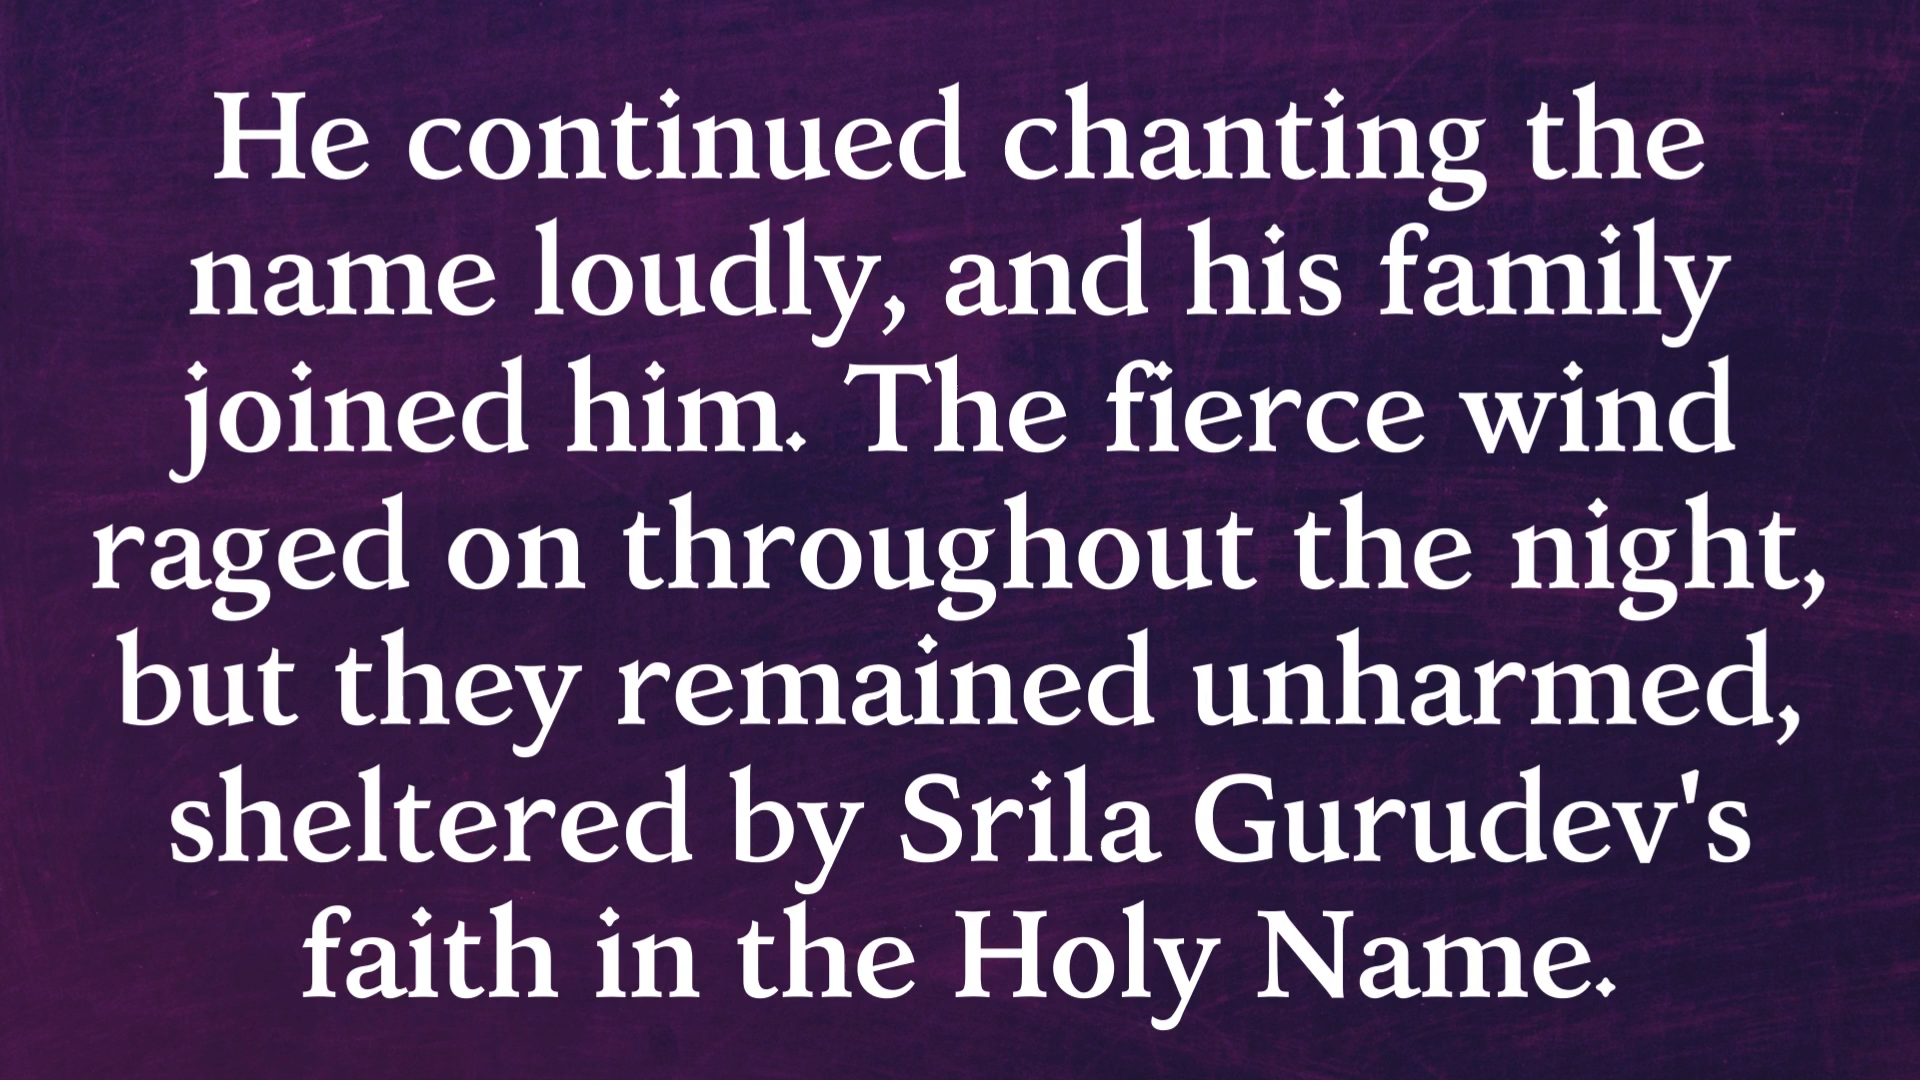 He continued chanting the
name loudly, and his family
joined him. The fierce wind
raged on throughout the night,
but they remained unharmed,
sheltered by Srila Gurudev's
faith in the Holy Name.